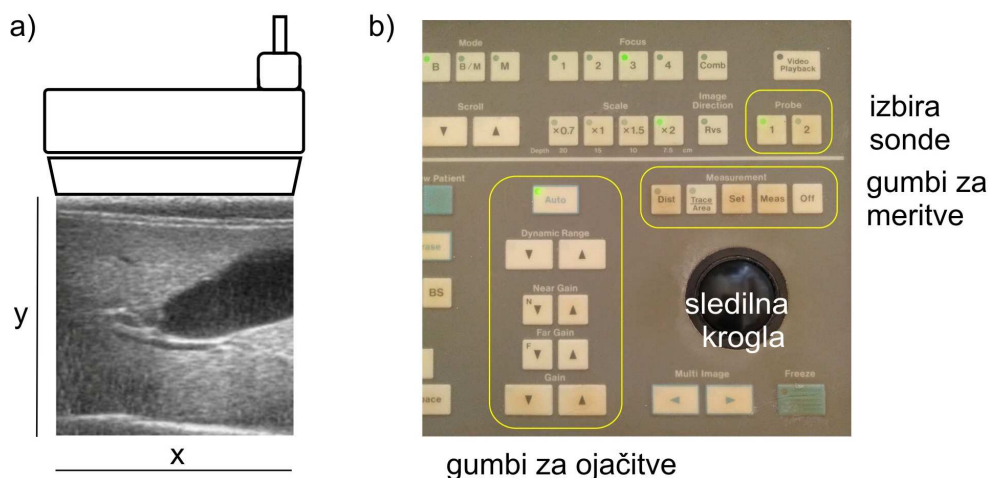 a)
y
x
b)
Mode
Focus
B B/M M 1 2 3 4 Comb Video Playback
Scroll
Scale
Image Direction
Probe
▼ ▲ ×0.7 ×1 ×1.5 ×2 Rvs 1 2
Depth 20 15 10 7.5 cm
izbira
sonde
Patient
Measurement
Auto
Dist Trace Area Set Meas Off
gumbi za
meritve
Dynamic Range
▼ ▲
BS
Near Gain
N ▼ ▲
Far Gain
F ▼ ▲
sledilna
krogla
Gain
▼ ▲
Multi Image
Freeze
◄ ►
gumbi za ojačitve